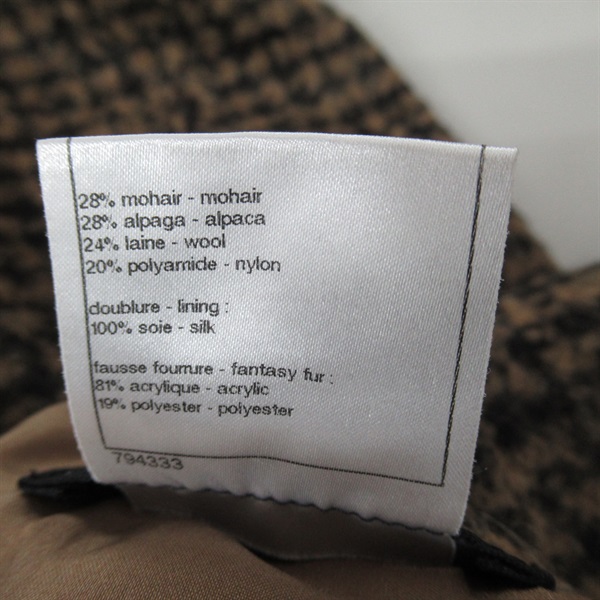 28% mohair - mohair
28% alpaga - alpaca
24% laine - wool
20% polyamide - nylon
doublure - lining :
100% soie - silk
fausse fourrure - fantasy fur :
81% acrylique - acrylic
19% polyester - polyester
794333